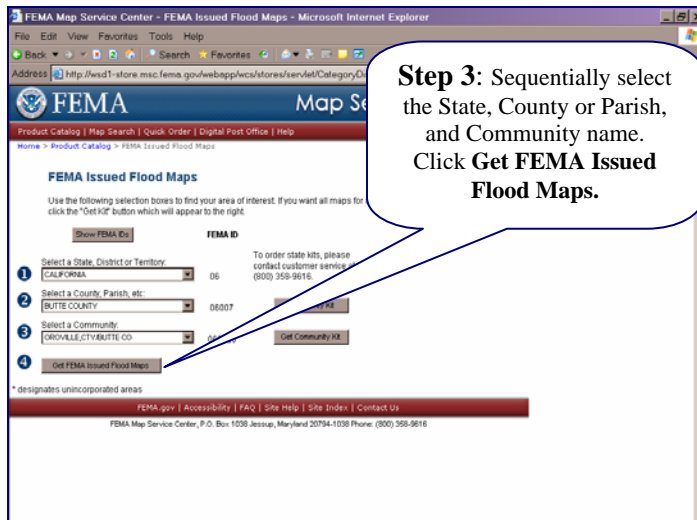 FEMA Map Service Center - FEMA Issued Flood Maps - Microsoft Internet Explorer
File Edit View Favorites Tools Help
Back Search Favorites
Address http://wsd1-store.msc.fema.gov/webapp/wcs/stores/servlet/
FEMA
Map
Product Catalog | Map Search | Quick Order | Digital Post Office | Help
Home > Product Catalog > FEMA Issued Flood Maps
Step 3: Sequentially select
the State, County or Parish,
and Community name.
Click Get FEMA Issued
Flood Maps.
FEMA Issued Flood Maps
Use the following selection boxes to find your area of interest. If you want all maps for
click the "Get Kit" button which will appear to the right.
Show FEMA IDs FEMA ID
To order state kits, please
contact customer service
(800) 358-9616.
1 Select a State, District or Territory:
CALIFORNIA 06
2 Select a County, Parish, etc:
BUTTE COUNTY 06007 Kit
3 Select a Community:
OROVILLE,CTY/BUTTE CO Get Community Kit
4 Get FEMA Issued Flood Maps
* designates unincorporated areas
FEMA.gov | Accessibility | FAQ | Site Help | Site Index | Contact Us
FEMA Map Service Center, P.O. Box 1038 Jessup, Maryland 20794-1038 Phone: (800) 358-9616